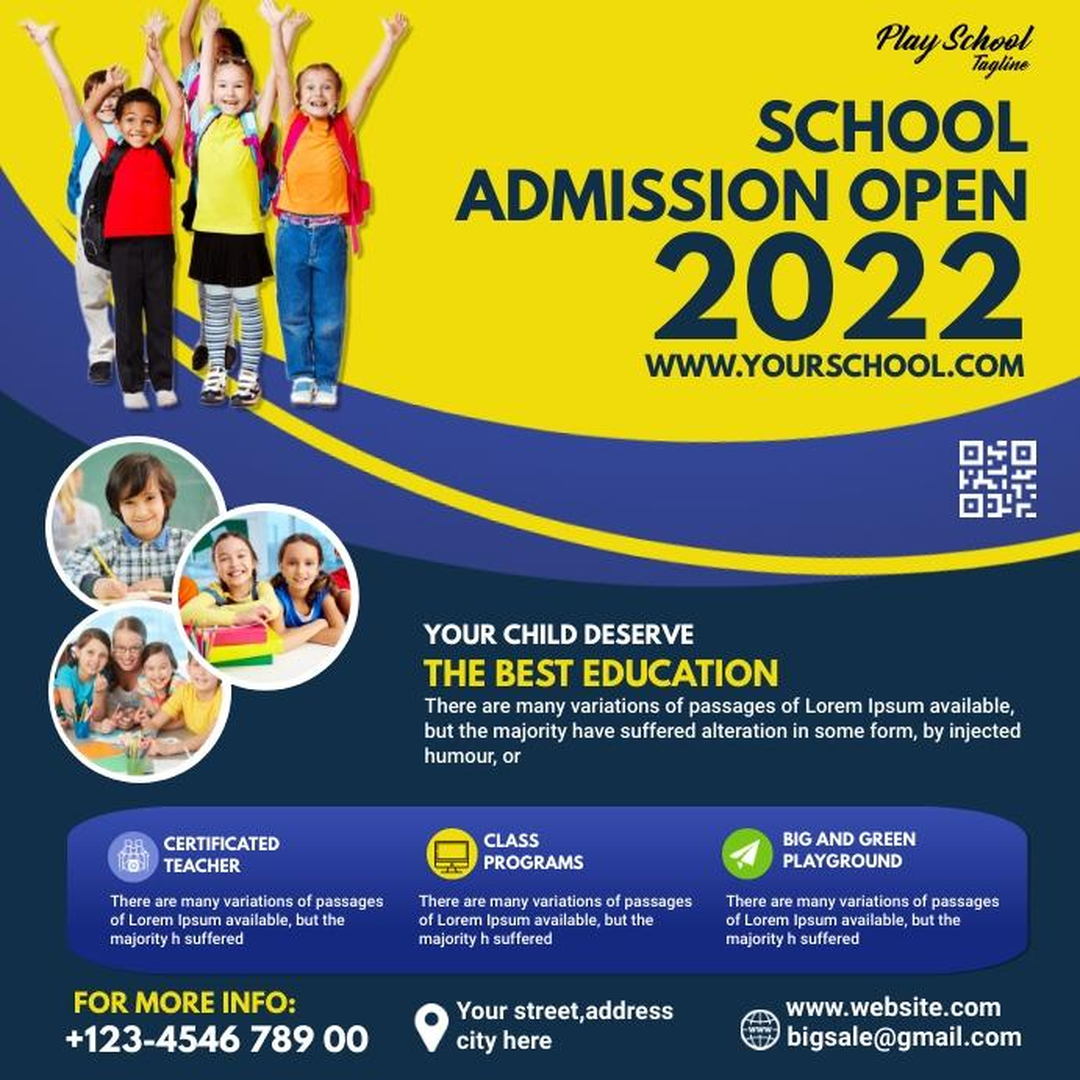 Play School
Tagline
SCHOOL
ADMISSION OPEN
2022
WWW.YOURSCHOOL.COM
YOUR CHILD DESERVE
THE BEST EDUCATION
There are many variations of passages of Lorem Ipsum available,
but the majority have suffered alteration in some form, by injected
humour, or
CERTIFICATED
TEACHER
There are many variations of passages
of Lorem Ipsum available, but the
majority h suffered
CLASS
PROGRAMS
There are many variations of passages
of Lorem Ipsum available, but the
majority h suffered
BIG AND GREEN
PLAYGROUND
There are many variations of passages
of Lorem Ipsum available, but the
majority h suffered
FOR MORE INFO:
+123-4546 789 00
Your street,address
city here
www
www.website.com
bigsale@gmail.com